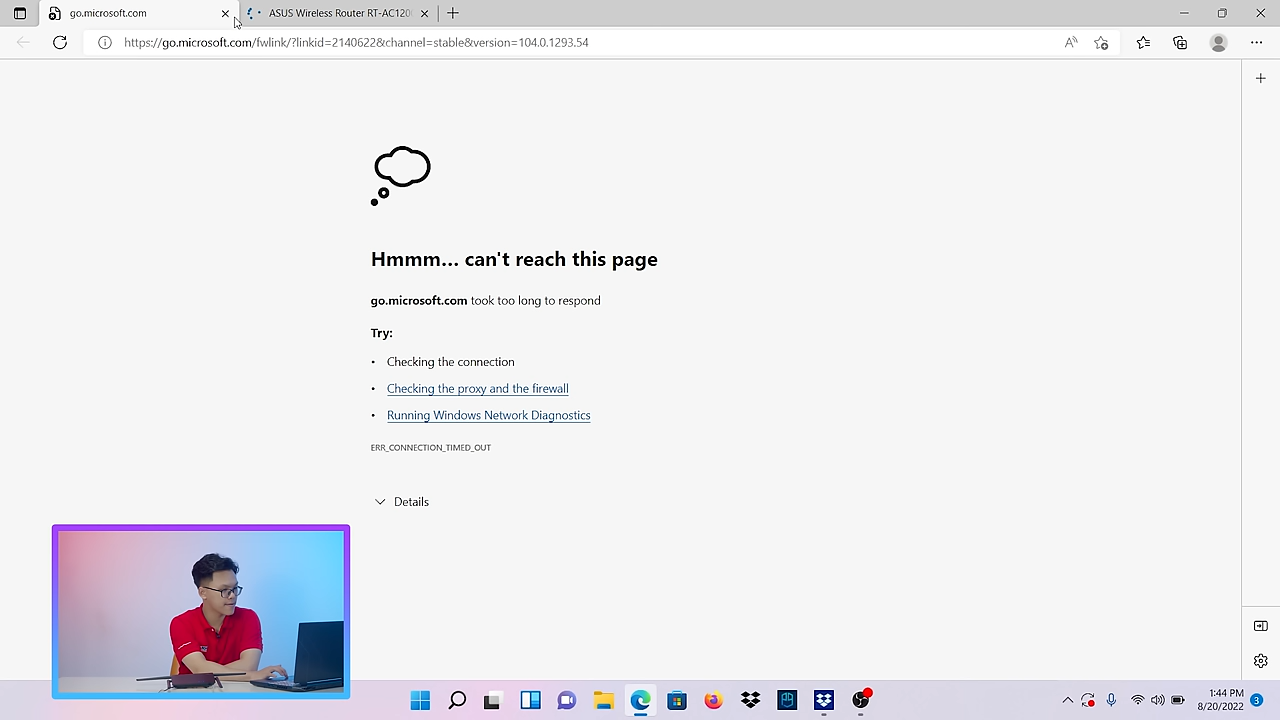 go.microsoft.com
ASUS Wireless Router RT-AC120
https://go.microsoft.com/fwlink/?linkid=2140622&channel=stable&version=104.0.1293.54
Hmmm... can't reach this page
go.microsoft.com took too long to respond
Try:
• Checking the connection
• Checking the proxy and the firewall
• Running Windows Network Diagnostics
ERR_CONNECTION_TIMED_OUT
Details
1:44 PM
8/20/2022
3